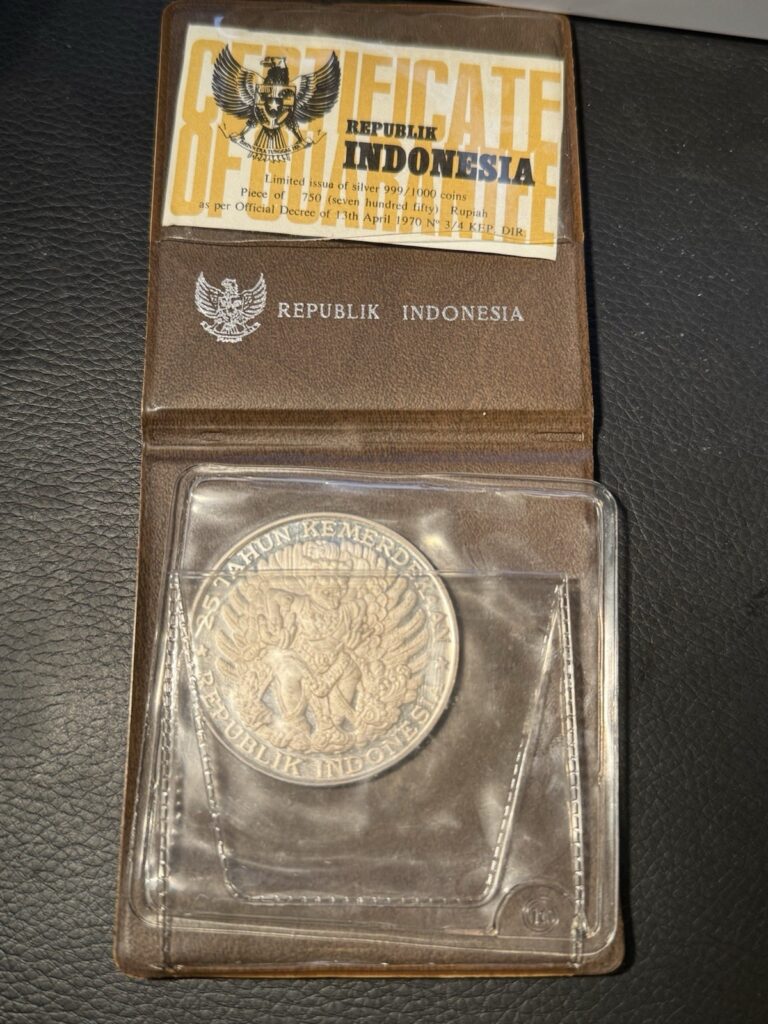 CERTIFICATE
OF GUARANTEE
REPUBLIK
INDONESIA
Limited issue of silver 999/1000 coins
Piece of 750 (seven hundred fifty) Rupiah
as per Official Decree of 13th April 1970 Nº 3/4 KEP. DIR
REPUBLIK INDONESIA
25 TAHUN KEMERDEKAAN
REPUBLIK INDONESIA